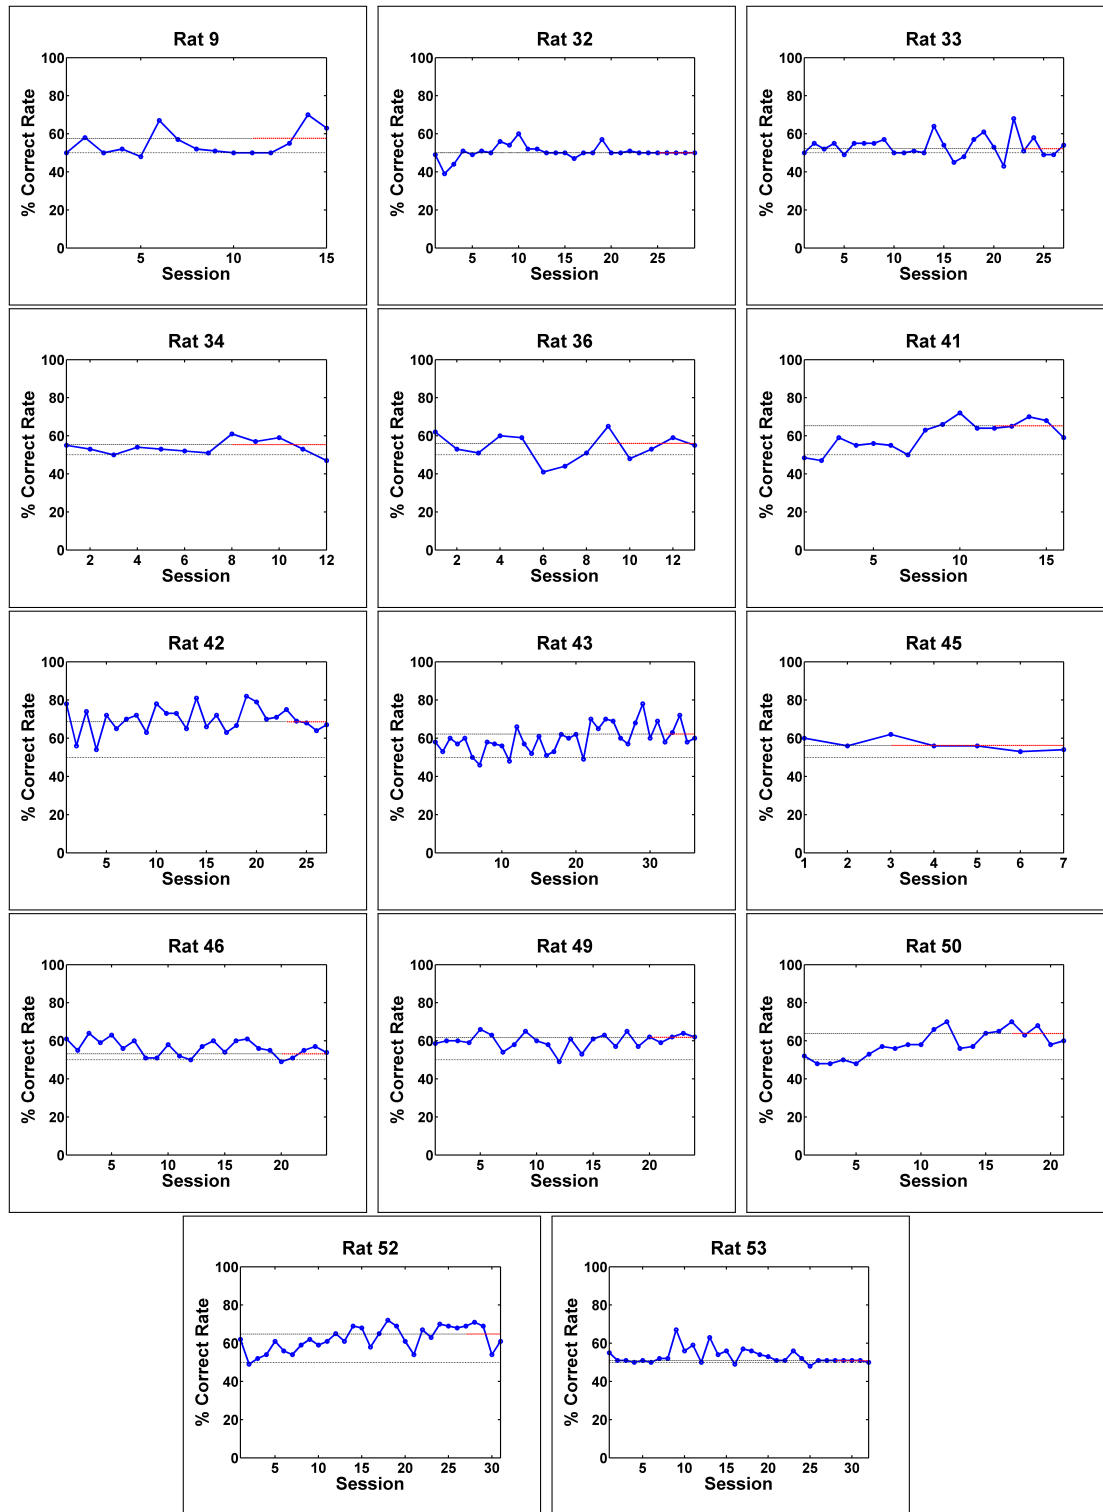 Rat 9
% Correct Rate
100
80
60
40
20
0
5 10 15
Session
Rat 32
% Correct Rate
100
80
60
40
20
0
5 10 15 20 25
Session
Rat 33
% Correct Rate
100
80
60
40
20
0
5 10 15 20 25
Session
Rat 34
% Correct Rate
100
80
60
40
20
0
2 4 6 8 10 12
Session
Rat 36
% Correct Rate
100
80
60
40
20
0
2 4 6 8 10 12
Session
Rat 41
% Correct Rate
100
80
60
40
20
0
5 10 15
Session
Rat 42
% Correct Rate
100
80
60
40
20
0
5 10 15 20 25
Session
Rat 43
% Correct Rate
100
80
60
40
20
0
10 20 30
Session
Rat 45
% Correct Rate
100
80
60
40
20
0
1 2 3 4 5 6 7
Session
Rat 46
% Correct Rate
100
80
60
40
20
0
5 10 15 20
Session
Rat 49
% Correct Rate
100
80
60
40
20
0
5 10 15 20
Session
Rat 50
% Correct Rate
100
80
60
40
20
0
5 10 15 20
Session
Rat 52
% Correct Rate
100
80
60
40
20
0
5 10 15 20 25 30
Session
Rat 53
% Correct Rate
100
80
60
40
20
0
5 10 15 20 25 30
Session